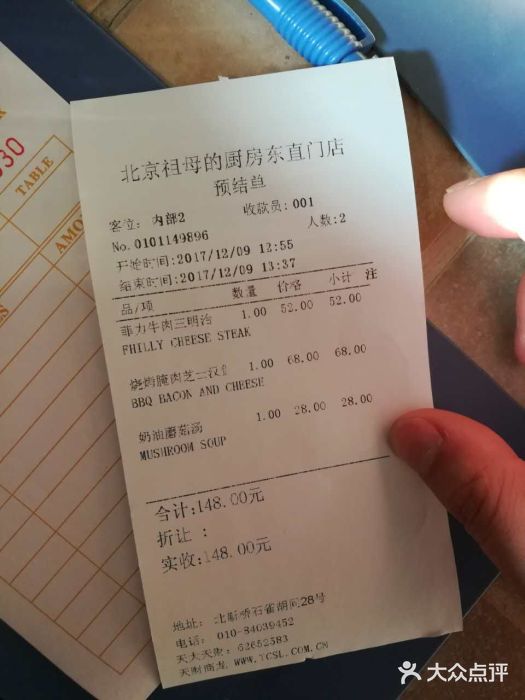 30
TABLE
AMO
北京祖母的厨房东直门店
预结单
客位: 内部2 收款员: 001
No. 0101149896 人数:2
开始时间:2017/12/09 12:55
结束时间:2017/12/09 13:37
品/项 数量 价格 小计 注
菲力牛肉三明治 1.00 52.00 52.00
FHILLY CHEESE STEAK
烧烤腌肉芝士汉 1.00 68.00 68.00
BBQ BACON AND CHEESE
奶油蘑菇汤 1.00 28.00 28.00
MUSHROOM SOUP
合计:148.00元
折让:
实收:148.00元
地址: 北新桥石雀胡同28号
电话: 010-84039452
天大天财: 62652583
天财商龙 WWW.TCSL.COM.CN
大众点评